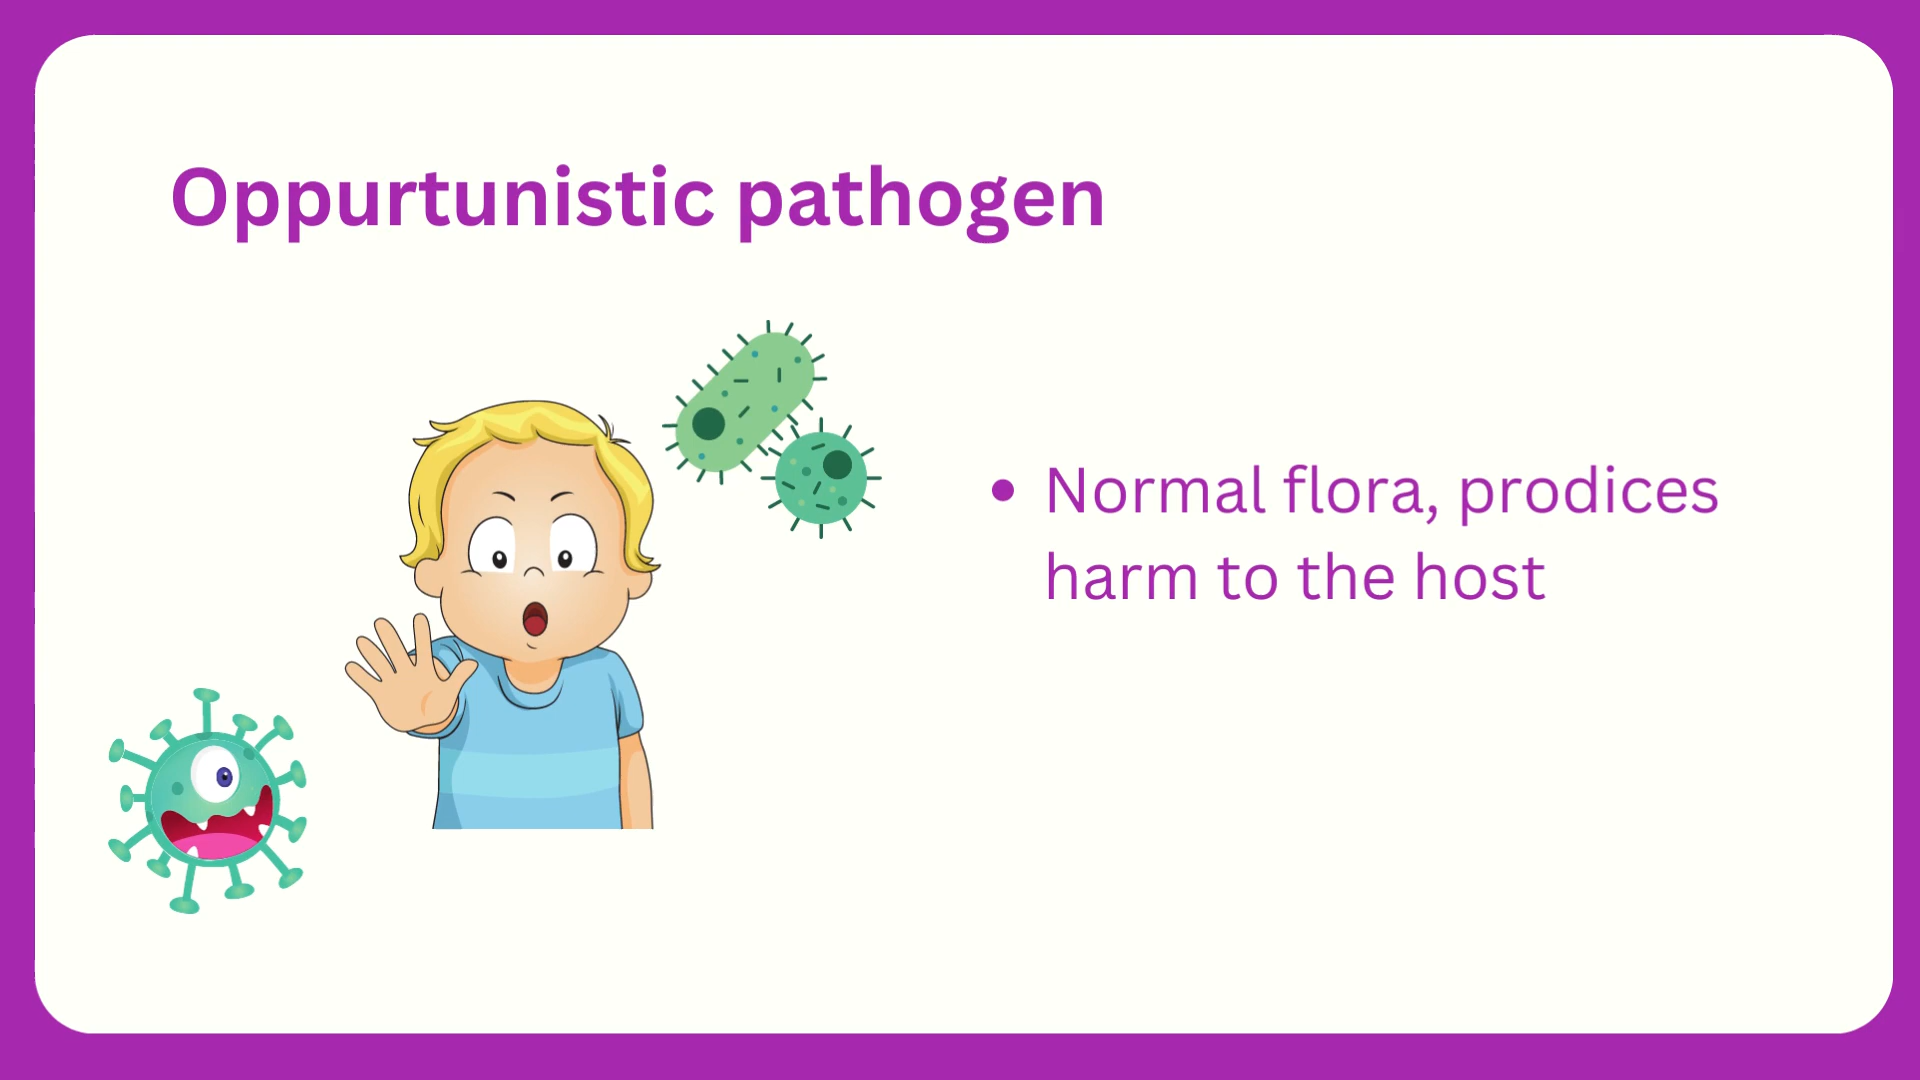 Oppurtunistic pathogen
• Normal flora, prodices
harm to the host